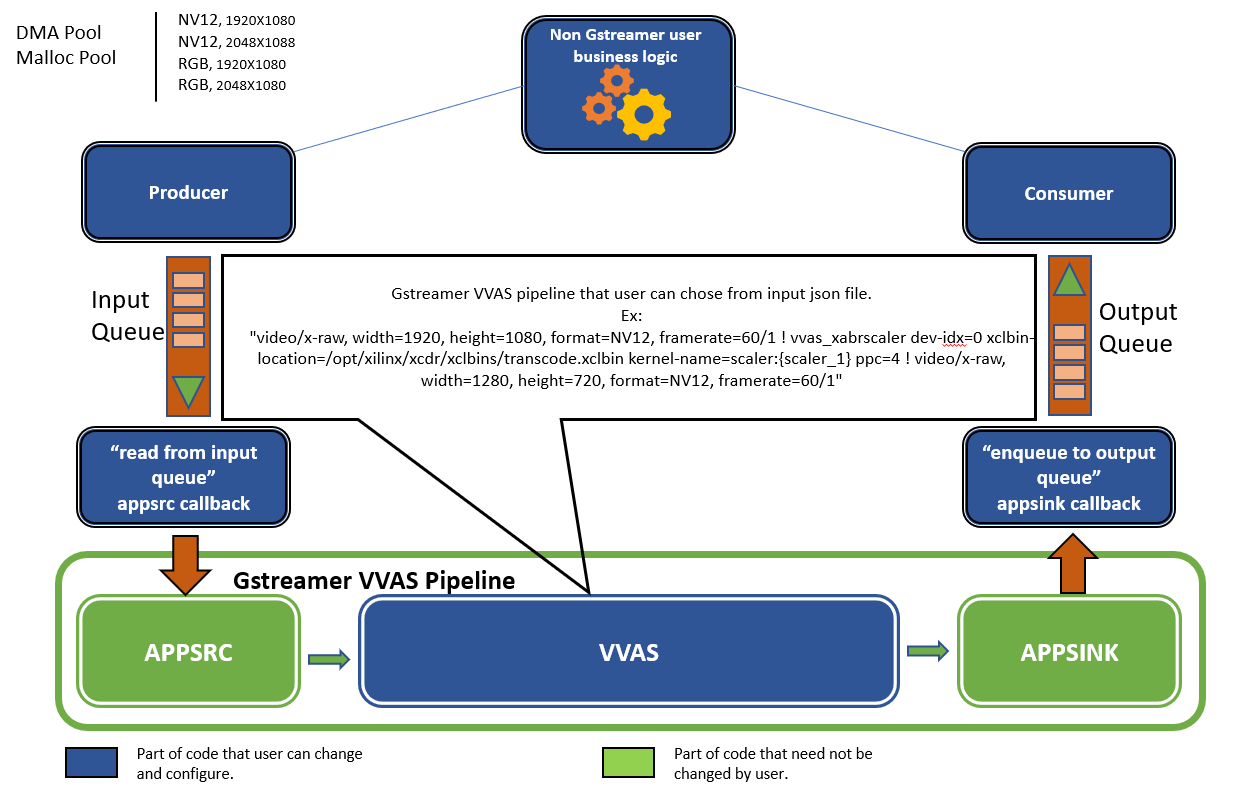 DMA Pool
Malloc Pool
NV12, 1920X1080
NV12, 2048X1088
RGB, 1920X1080
RGB, 2048X1080
Non Gstreamer user
business logic
Producer
Consumer
Input
Queue
Gstreamer VVAS pipeline that user can chose from input json file.
Ex:
"video/x-raw, width=1920, height=1080, format=NV12, framerate=60/1 ! vvas_xabrscaler dev-idx=0 xclbin-
location=/opt/xilinx/xcdr/xclbins/transcode.xclbin kernel-name=scaler:{scaler_1} ppc=4 ! video/x-raw,
width=1280, height=720, format=NV12, framerate=60/1"
Output
Queue
“read from input
queue”
appsrc callback
“enqueue to output
queue”
appsink callback
Gstreamer VVAS Pipeline
APPSRC
VVAS
APPSINK
Part of code that user can change
and configure.
Part of code that need not be
changed by user.